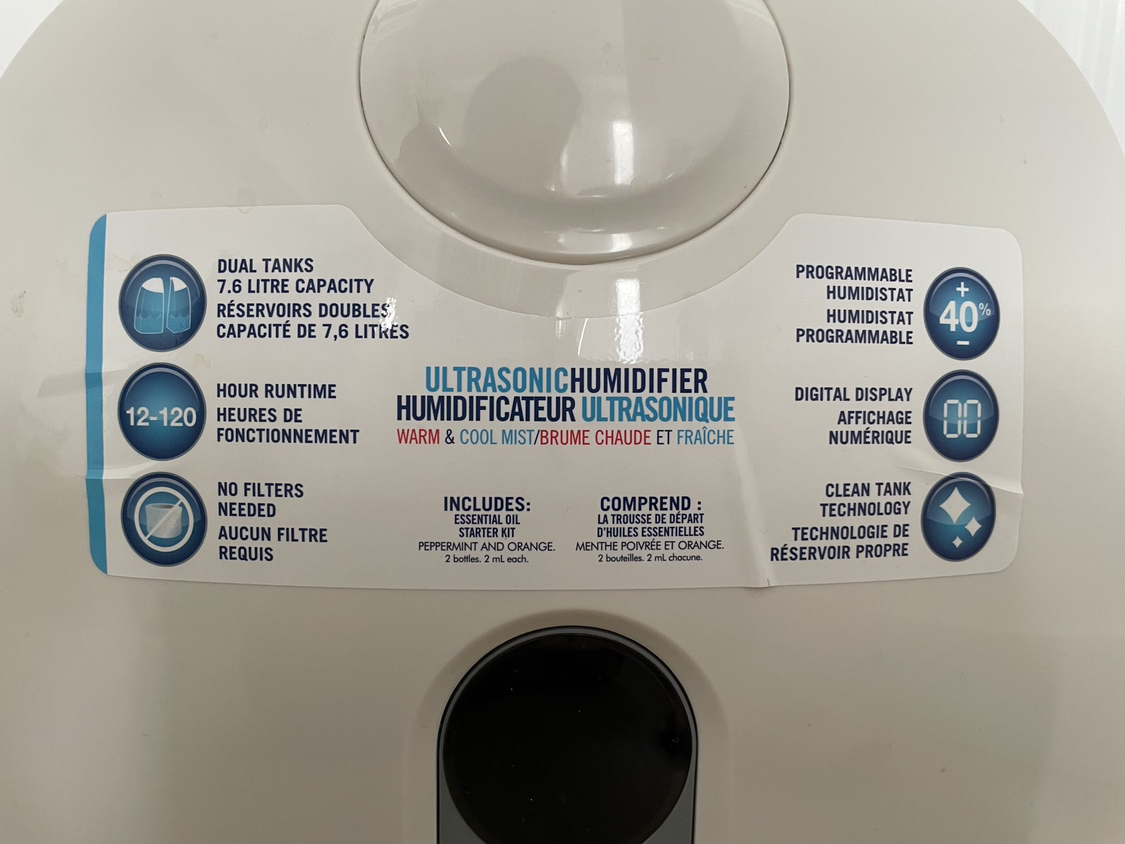 DUAL TANKS
7.6 LITRE CAPACITY
RÉSERVOIRS DOUBLES
CAPACITÉ DE 7,6 LITRES
12-120
HOUR RUNTIME
HEURES DE
FONCTIONNEMENT
NO FILTERS
NEEDED
AUCUN FILTRE
REQUIS
ULTRASONICHUMIDIFIER
HUMIDIFICATEUR ULTRASONIQUE
WARM & COOL MIST/BRUME CHAUDE ET FRAÎCHE
INCLUDES:
ESSENTIAL OIL
STARTER KIT
PEPPERMINT AND ORANGE.
2 bottles. 2 mL each.
COMPREND :
LA TROUSSE DE DÉPART
D'HUILES ESSENTIELLES
MENTHE POIVRÉE ET ORANGE.
2 bouteilles. 2 mL chacune.
PROGRAMMABLE
HUMIDISTAT
HUMIDISTAT
PROGRAMMABLE
+
40%
−
DIGITAL DISPLAY
AFFICHAGE
NUMÉRIQUE
00
CLEAN TANK
TECHNOLOGY
TECHNOLOGIE DE
RÉSERVOIR PROPRE